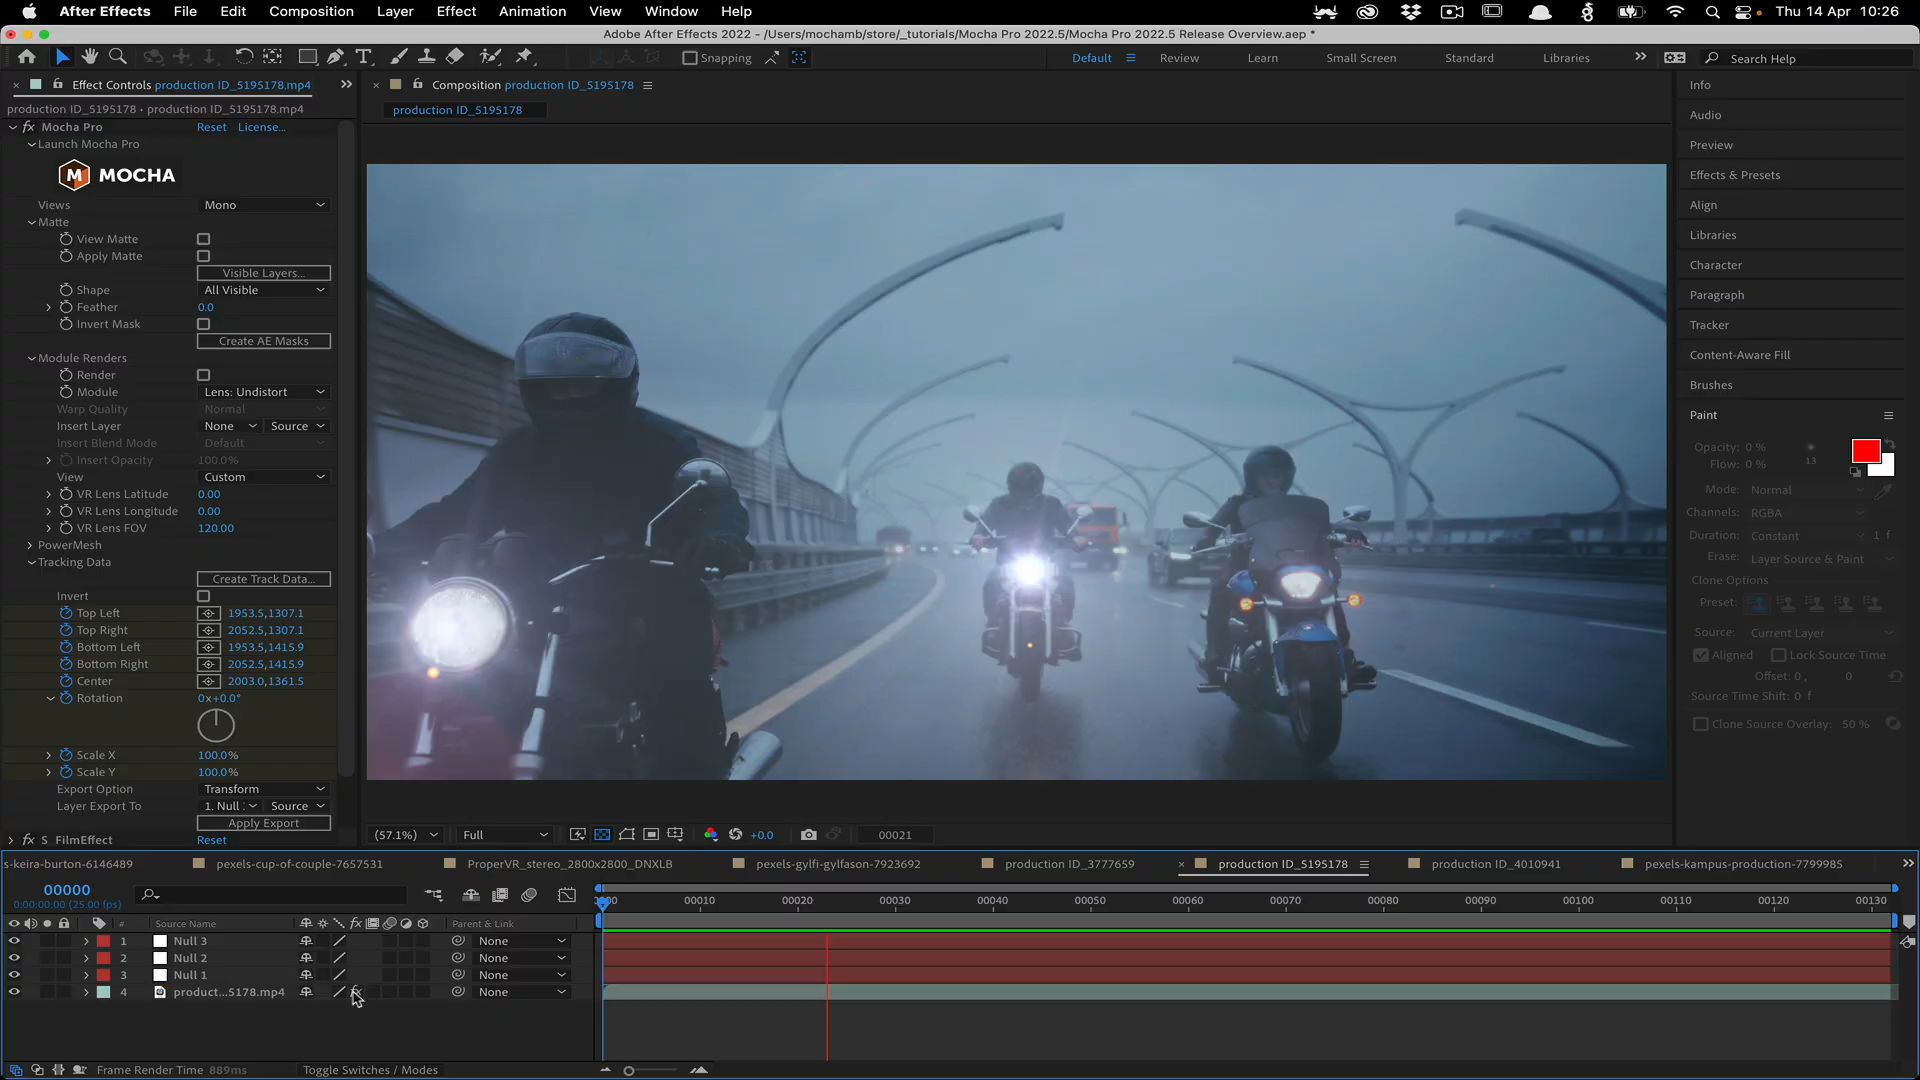 After Effects File Edit Composition Layer Effect Animation View Window Help
Thu 14 Apr 10:26
Adobe After Effects 2022 - /Users/mochamb/store/_tutorials/Mocha Pro 2022.5/Mocha Pro 2022.5 Release Overview.aep *
Snapping
Default Review Learn Small Screen Standard Libraries Search Help
Effect Controls production ID_5195178.mp4
production ID_5195178 • production ID_5195178.mp4
fx Mocha Pro Reset License...
Launch Mocha Pro
M MOCHA
Views Mono
Matte
View Matte
Apply Matte
Visible Layers...
Shape All Visible
Feather 0.0
Invert Mask
Create AE Masks
Module Renders
Render
Module Lens: Undistort
Warp Quality Normal
Insert Layer None Source
Insert Blend Mode Default
Insert Opacity 100.0%
View Custom
VR Lens Latitude 0.00
VR Lens Longitude 0.00
VR Lens FOV 120.00
PowerMesh
Tracking Data
Create Track Data...
Invert
Top Left 1953.5,1307.1
Top Right 2052.5,1307.1
Bottom Left 1953.5,1415.9
Bottom Right 2052.5,1415.9
Center 2003.0,1361.5
Rotation 0x+0.0°
Scale X 100.0%
Scale Y 100.0%
Export Option Transform
Layer Export To 1. Null Source
Apply Export
fx S_FilmEffect Reset
Composition production ID_5195178
production ID_5195178
(57.1%) Full +0.0 00021
Info
Audio
Preview
Effects & Presets
Align
Libraries
Character
Paragraph
Tracker
Content-Aware Fill
Brushes
Paint
Opacity: 0 %
Flow: 0 % 13
Mode: Normal
Channels: RGBA
Duration: Constant 1 f
Erase: Layer Source & Paint
Clone Options
Preset:
Source: Current Layer
Aligned Lock Source Time
Offset: 0 , 0
Source Time Shift: 0 f
Clone Source Overlay: 50 %
s-keira-burton-6146489 pexels-cup-of-couple-7657531 ProperVR_stereo_2800x2800_DNXLB pexels-gylfi-gylfason-7923692 production ID_3777659 production ID_5195178 production ID_4010941 pexels-kampus-production-7799985
00000
0:00:00:00 (25.00 fps)
00010 00020 00030 00040 00050 00060 00070 00080 00090 00100 00110 00120 00130
# Source Name fx Parent & Link
1 Null 3 None
2 Null 2 None
3 Null 1 None
4 product...5178.mp4 None
Frame Render Time 889ms Toggle Switches / Modes